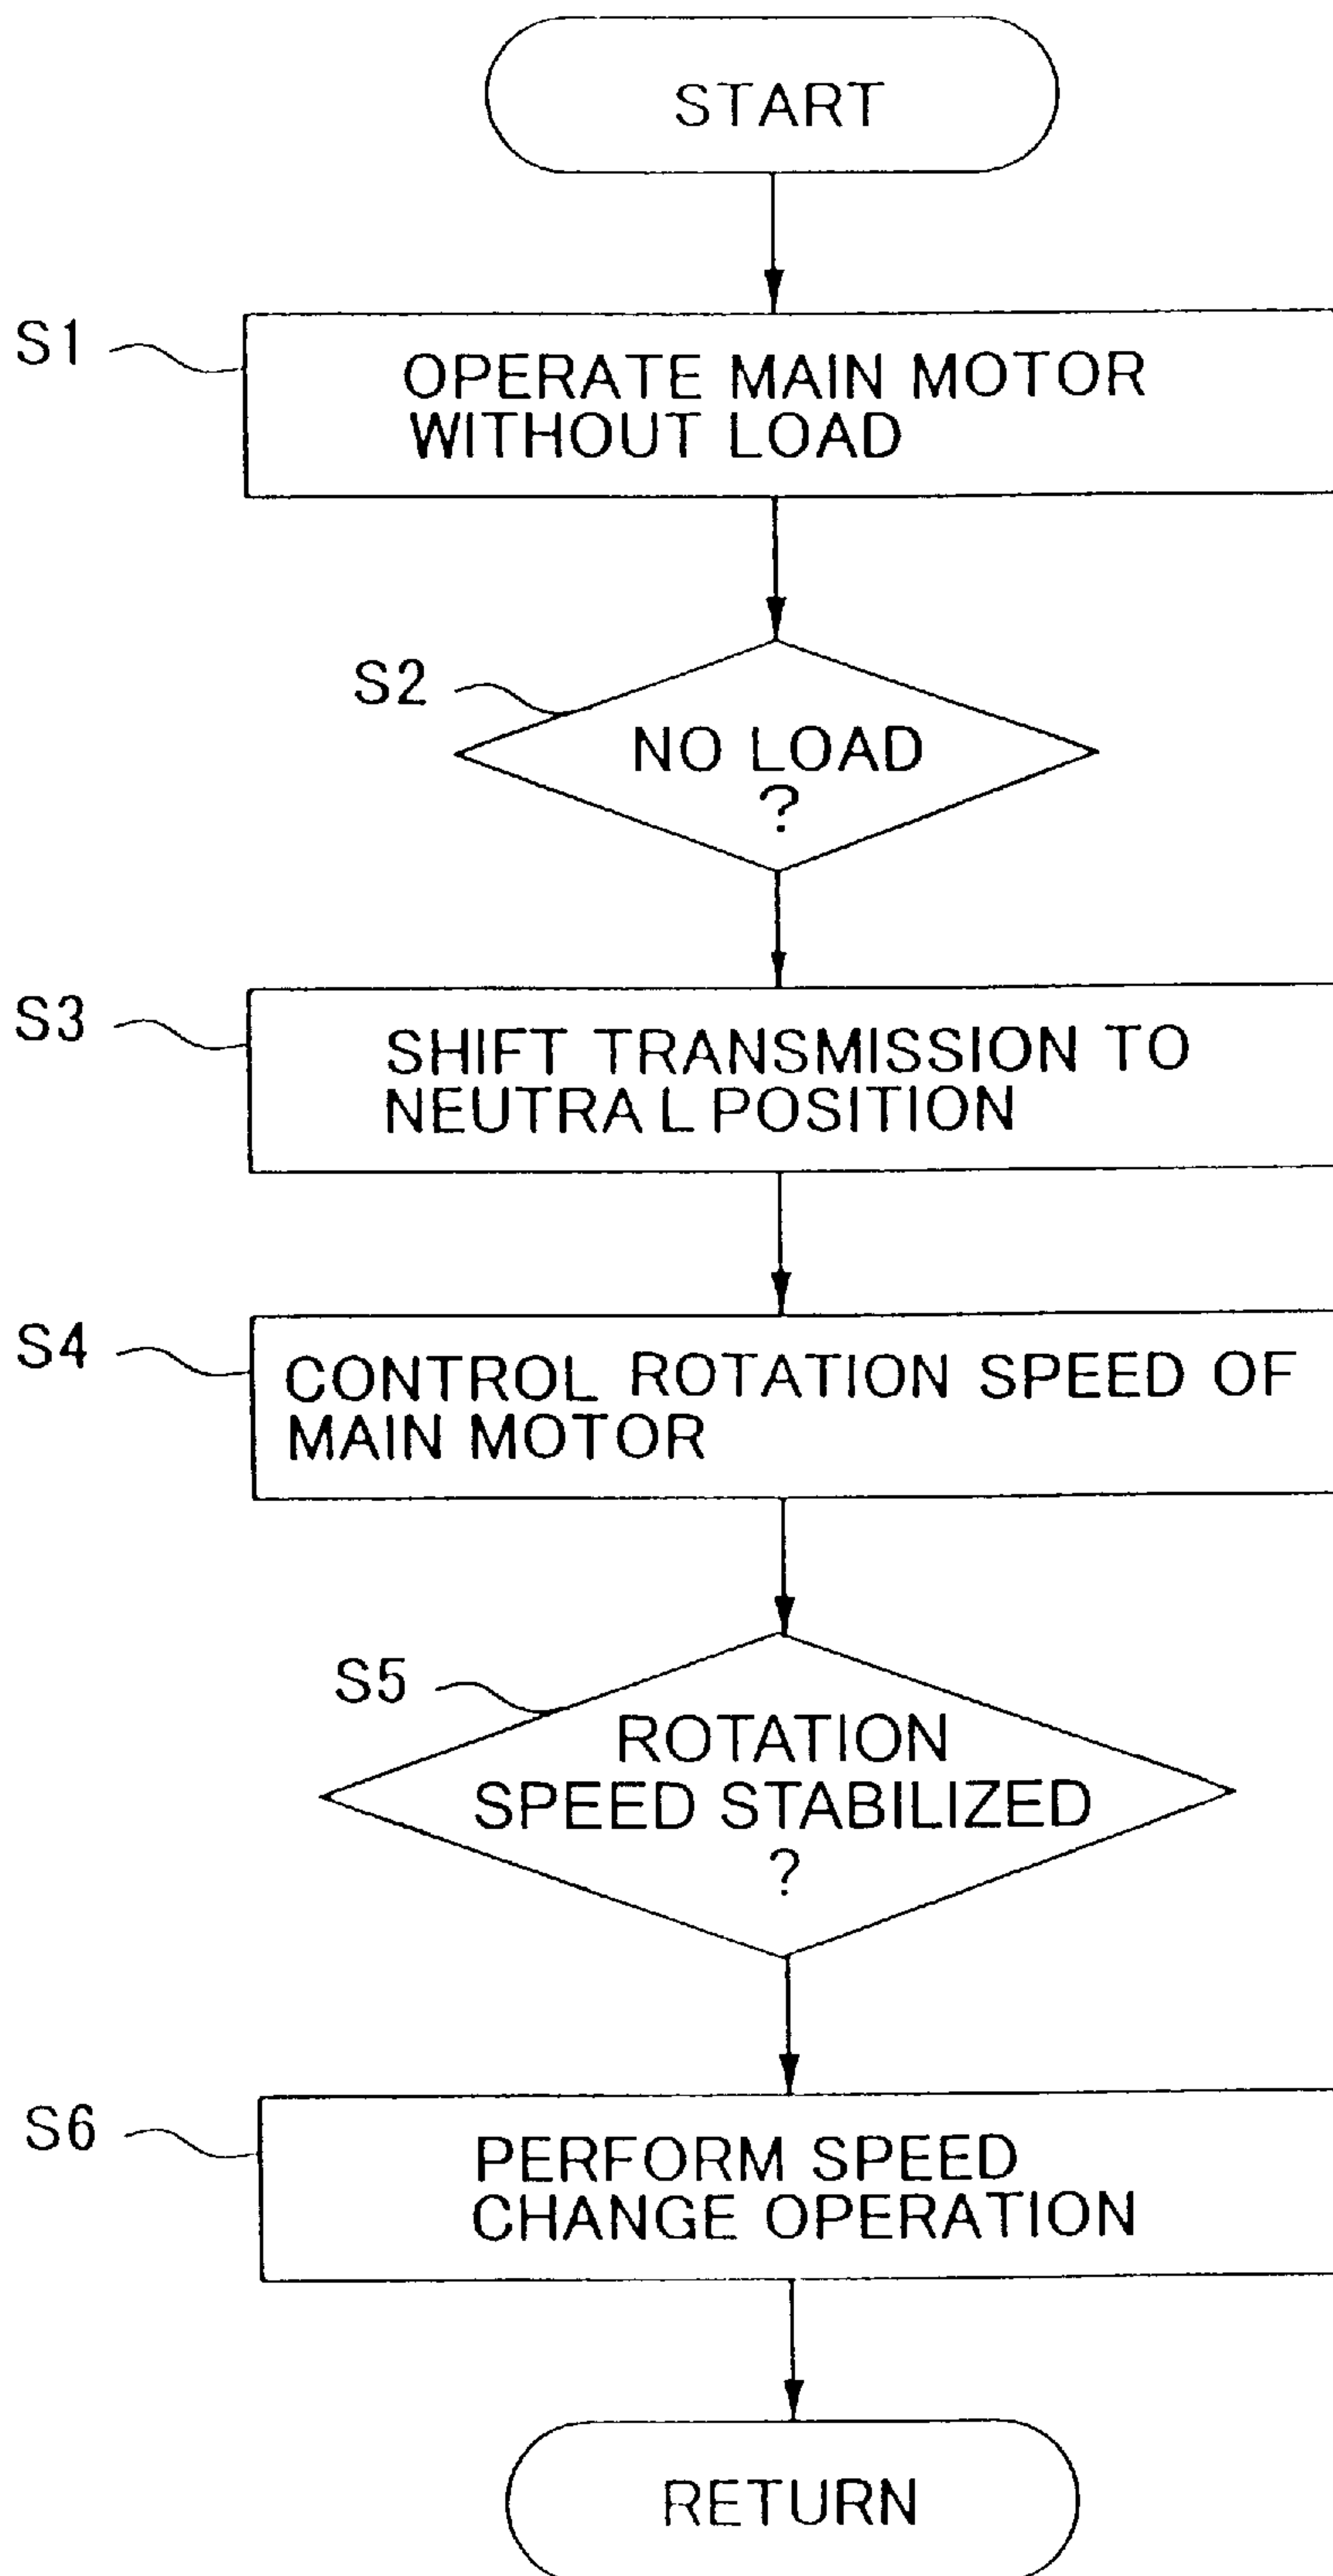 START
S1
OPERATE MAIN MOTOR
WITHOUT LOAD
S2
NO LOAD
?
S3
SHIFT TRANSMISSION TO
NEUTRAL POSITION
S4
CONTROL ROTATION SPEED OF
MAIN MOTOR
S5
ROTATION
SPEED STABILIZED
?
S6
PERFORM SPEED
CHANGE OPERATION
RETURN